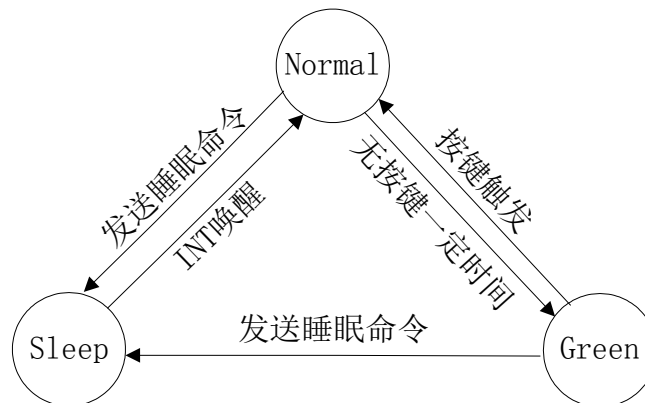 Normal
发送睡眠命令
INT唤醒
无按键一定时间
按键触发
发送睡眠命令
Sleep
Green